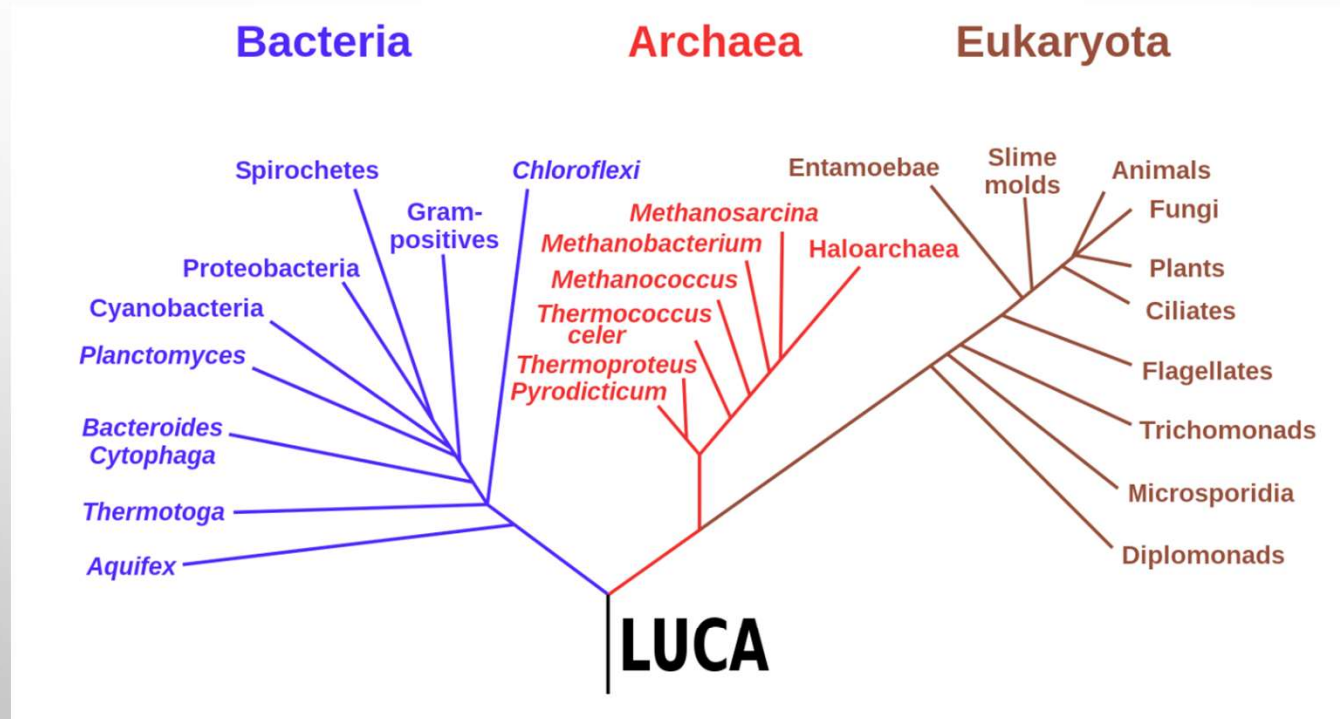 Bacteria
Archaea
Eukaryota
Spirochetes
Gram-
positives
Chloroflexi
Proteobacteria
Cyanobacteria
Planctomyces
Bacteroides
Cytophaga
Thermotoga
Aquifex
Methanosarcina
Methanobacterium
Haloarchaea
Methanococcus
Thermococcus
celer
Thermoproteus
Pyrodicticum
Entamoebae
Slime
molds
Animals
Fungi
Plants
Ciliates
Flagellates
Trichomonads
Microsporidia
Diplomonads
LUCA